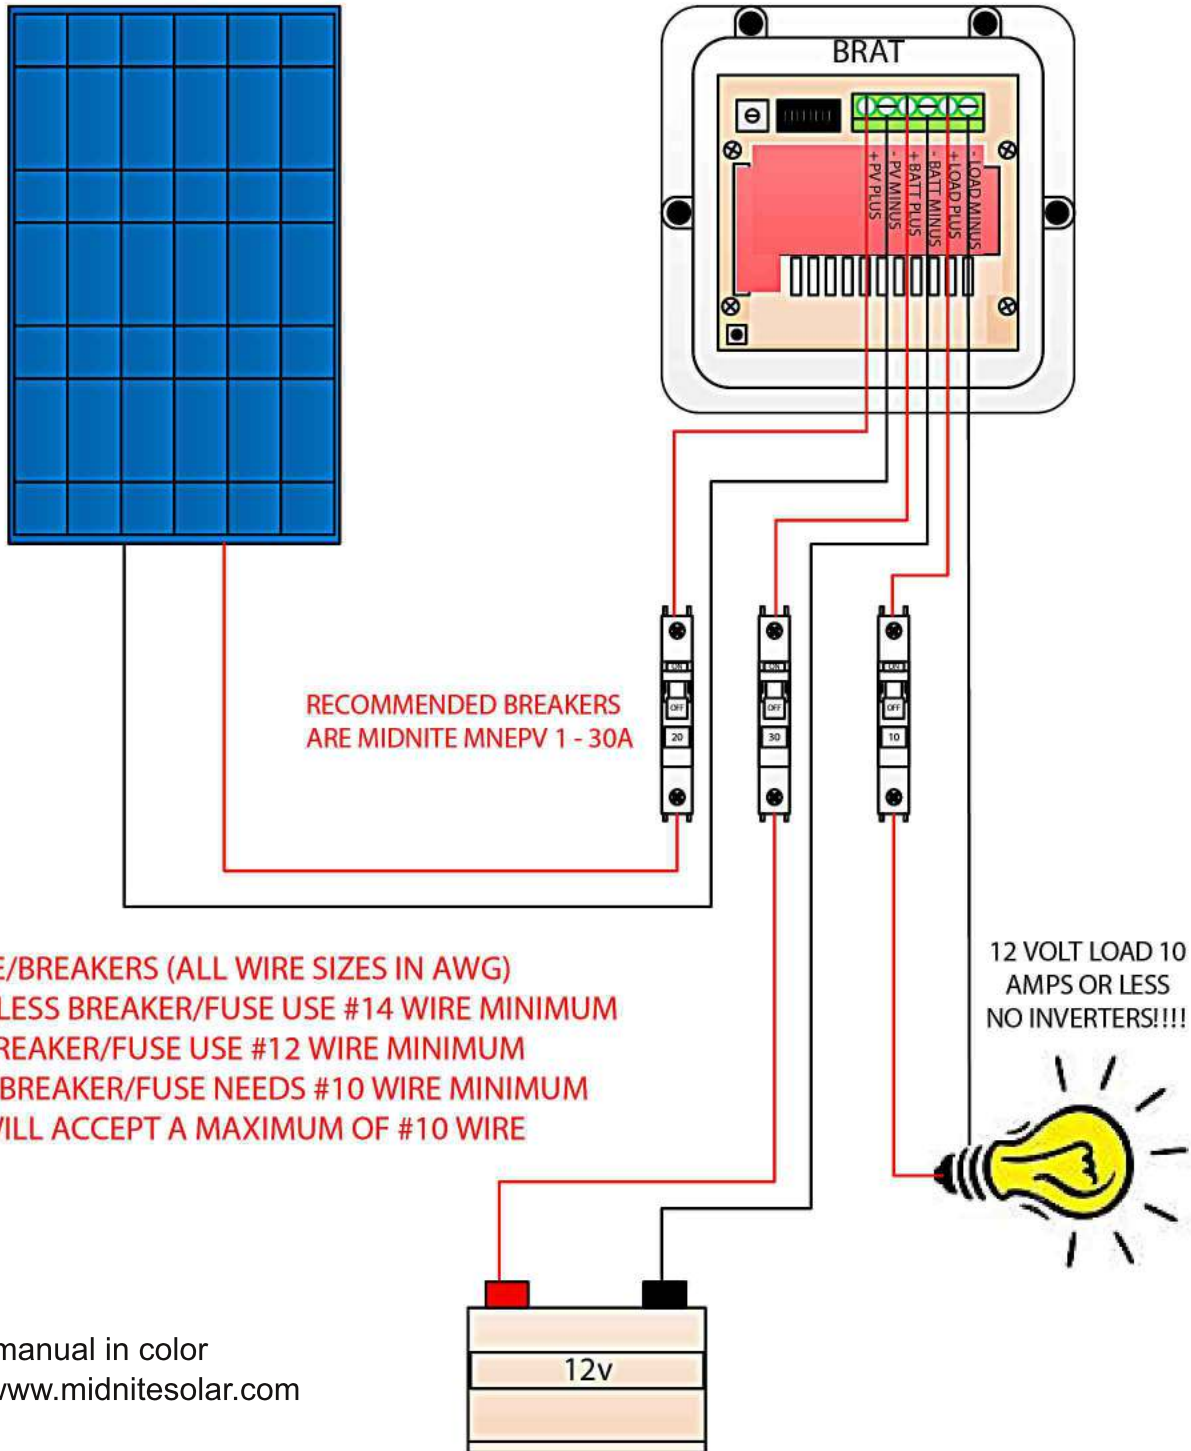 BRAT
+ PV PLUS
- PV MINUS
+ BATT PLUS
- BATT MINUS
+ LOAD PLUS
- LOAD MINUS
RECOMMENDED BREAKERS
ARE MIDNITE MNEPV 1 - 30A
ON
OFF
20
ON
OFF
30
ON
OFF
10
E/BREAKERS (ALL WIRE SIZES IN AWG)
LESS BREAKER/FUSE USE #14 WIRE MINIMUM
REAKER/FUSE USE #12 WIRE MINIMUM
BREAKER/FUSE NEEDS #10 WIRE MINIMUM
WILL ACCEPT A MAXIMUM OF #10 WIRE
12 VOLT LOAD 10
AMPS OR LESS
NO INVERTERS!!!!
manual in color
www.midnitesolar.com
12v